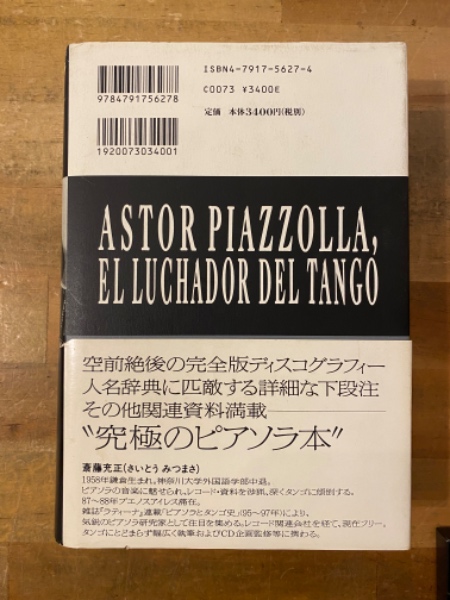 ISBN4-7917-5627-4
C0073 ¥3400E
定価 本体3400円(税別)
9784791756278
1920073034001
ASTOR PIAZZOLLA,
EL LUCHADOR DEL TANGO
空前絶後の完全版ディスコグラフィー
人名辞典に匹敵する詳細な下段注
その他関連資料満載
“究極のピアソラ本”
斎藤充正(さいとう みつまさ)
1958年鎌倉生まれ。神奈川大学外国語学部中退。
ピアソラの音楽に魅せられ、レコード・資料を渉猟、深くタンゴに傾倒する。
87〜88年ブエノスアイレス滞在。
雑誌『ラティーナ』連載「ピアソラとタンゴ史」(95〜97年)により、
気鋭のピアソラ研究家として注目を集める。レコード関連会社を経て、現在フリー。
タンゴにとどまらず幅広く執筆およびCD企画監修等に携わる。